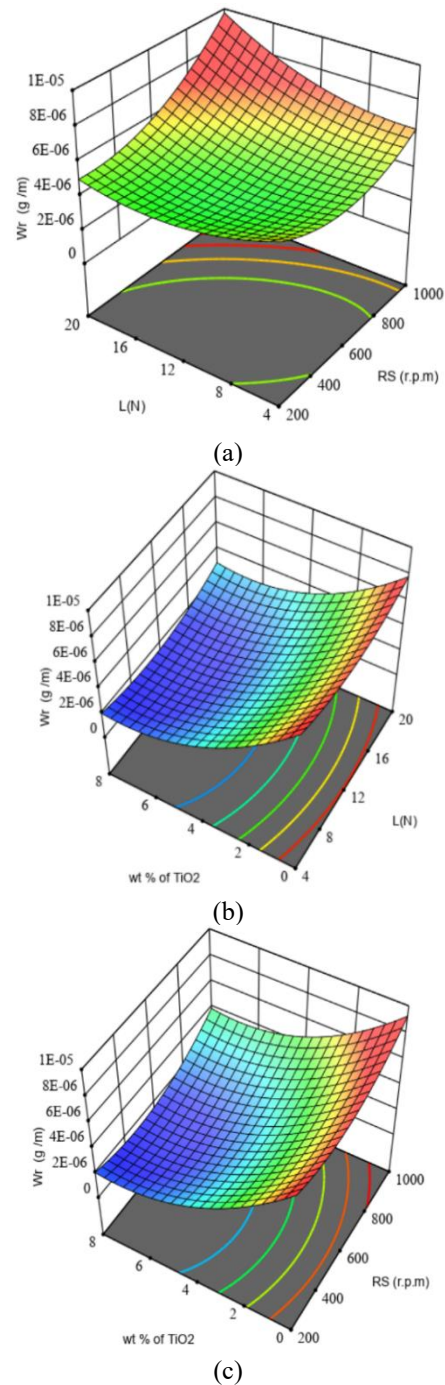 1E-05
8E-06
6E-06
4E-06
2E-06
0
Wr (g /m)
20
16
12
8
4
L(N)
200
400
600
800
1000
RS (r.p.m)
(a)
1E-05
8E-06
6E-06
4E-06
2E-06
0
Wr (g /m)
8
6
4
2
0
wt % of TiO2
4
8
12
16
20
L(N)
(b)
1E-05
8E-06
6E-06
4E-06
2E-06
0
Wr (g /m)
8
6
4
2
0
wt % of TiO2
200
400
600
800
1000
RS (r.p.m)
(c)